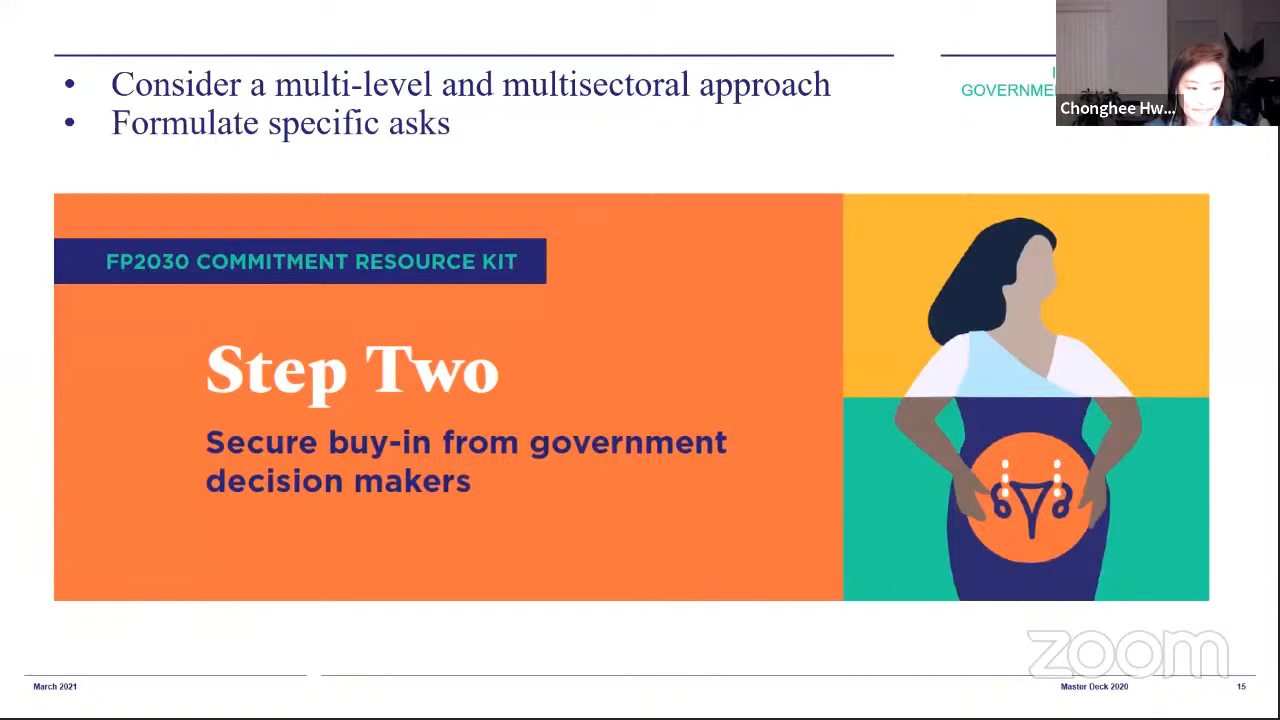 • Consider a multi-level and multisectoral approach
• Formulate specific asks
Chonghee Hw...
FP2030 COMMITMENT RESOURCE KIT
Step Two
Secure buy-in from government
decision makers
zoom
March 2021
Master Deck 2020
15